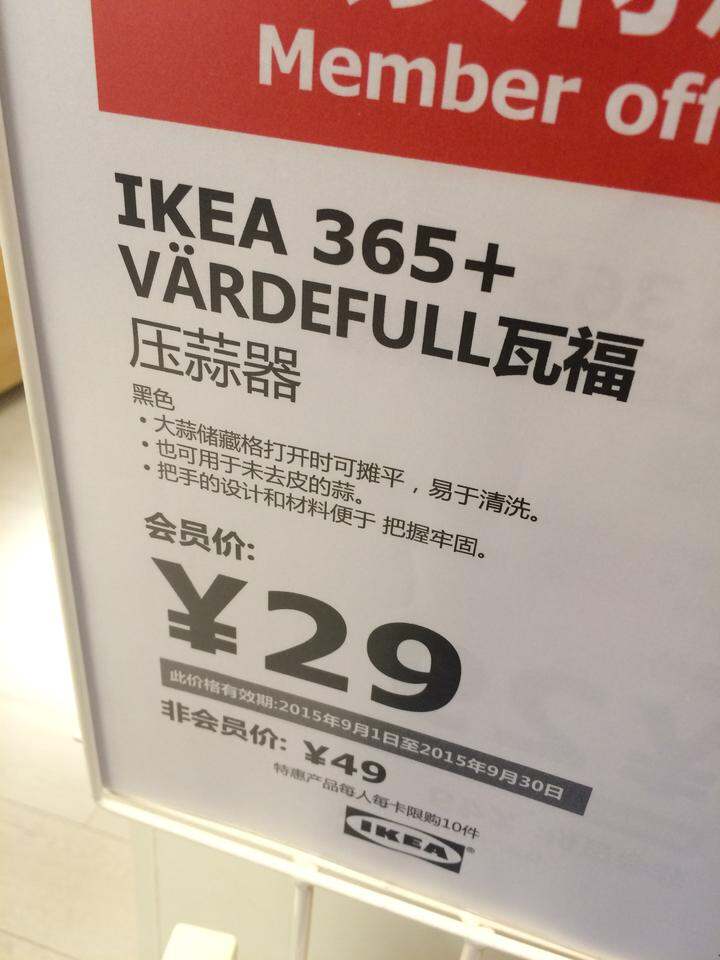 Member off
IKEA 365+
VÄRDEFULL瓦福
压蒜器
黑色
• 大蒜储藏格打开时可摊平，易于清洗。
• 也可用于未去皮的蒜。
• 把手的设计和材料便于 把握牢固。
会员价:
¥29
此价格有效期:2015年9月1日至2015年9月30日
非会员价: ¥49
特惠产品每人每卡限购10件
IKEA®